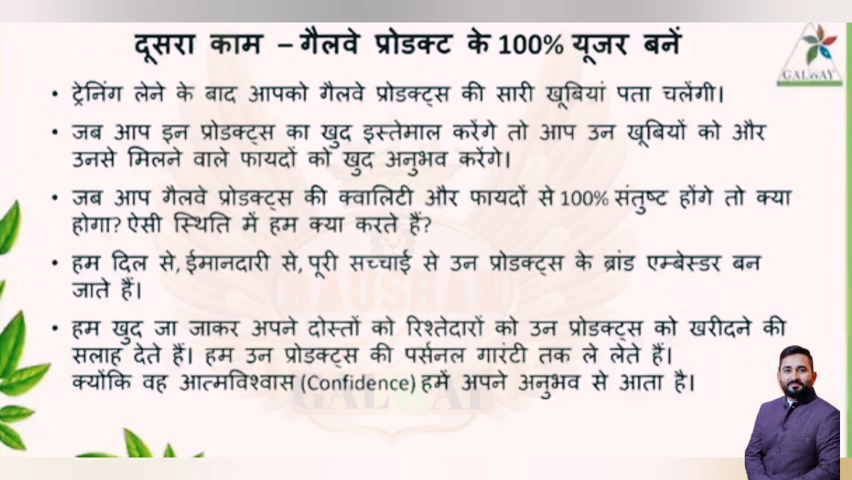 दूसरा काम – गैलवे प्रोडक्ट के 100% यूजर बनें
GALWAY
• ट्रेनिंग लेने के बाद आपको गैलवे प्रोडक्ट्स की सारी खूबियां पता चलेंगी।
• जब आप इन प्रोडक्ट्स का खुद इस्तेमाल करेंगे तो आप उन खूबियों को और
उनसे मिलने वाले फायदों को खुद अनुभव करेंगे।
• जब आप गैलवे प्रोडक्ट्स की क्वालिटी और फायदों से 100% संतुष्ट होंगे तो क्या
होगा? ऐसी स्थिति में हम क्या करते हैं?
• हम दिल से, ईमानदारी से, पूरी सच्चाई से उन प्रोडक्ट्स के ब्रांड एम्बेस्डर बन
जाते हैं।
RAUSHAN
• हम खुद जा जाकर अपने दोस्तों को रिश्तेदारों को उन प्रोडक्ट्स को खरीदने की
सलाह देते हैं। हम उन प्रोडक्ट्स की पर्सनल गारंटी तक ले लेते हैं।
क्योंकि वह आत्मविश्वास (Confidence) हमें अपने अनुभव से आता है।
GALWAY